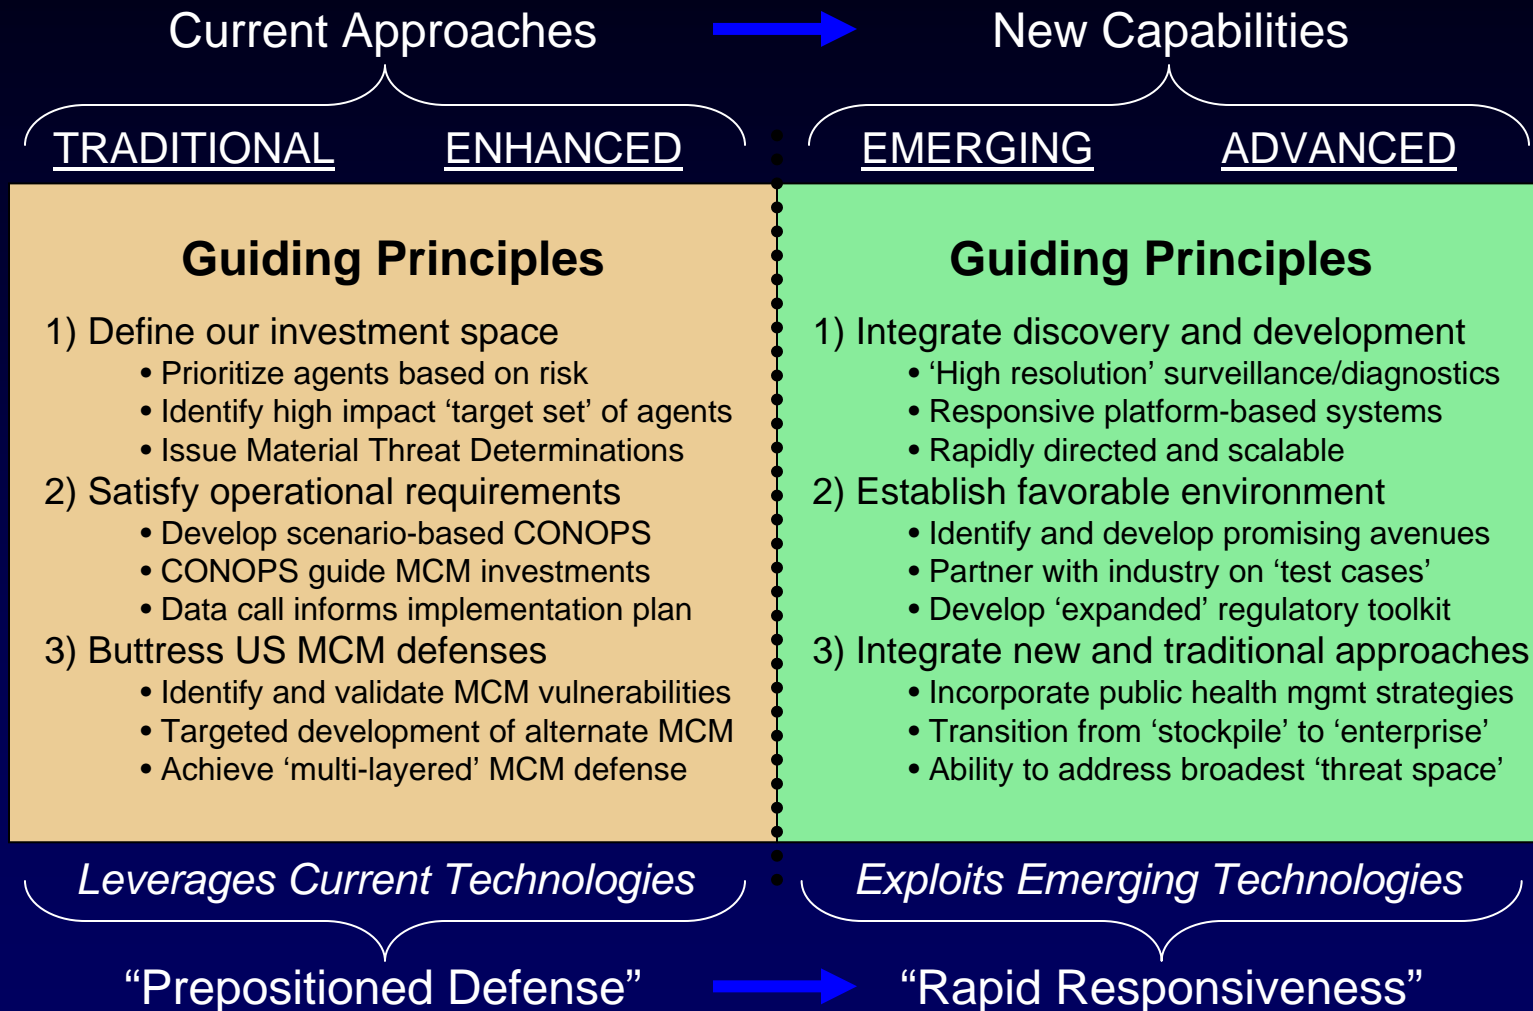 Current Approaches
New Capabilities
TRADITIONAL
ENHANCED
EMERGING
ADVANCED
Guiding Principles
1) Define our investment space
• Prioritize agents based on risk
• Identify high impact ‘target set’ of agents
• Issue Material Threat Determinations
2) Satisfy operational requirements
• Develop scenario-based CONOPS
• CONOPS guide MCM investments
• Data call informs implementation plan
3) Buttress US MCM defenses
• Identify and validate MCM vulnerabilities
• Targeted development of alternate MCM
• Achieve ‘multi-layered’ MCM defense
Guiding Principles
1) Integrate discovery and development
• ‘High resolution’ surveillance/diagnostics
• Responsive platform-based systems
• Rapidly directed and scalable
2) Establish favorable environment
• Identify and develop promising avenues
• Partner with industry on ‘test cases’
• Develop ‘expanded’ regulatory toolkit
3) Integrate new and traditional approaches
• Incorporate public health mgmt strategies
• Transition from ‘stockpile’ to ‘enterprise’
• Ability to address broadest ‘threat space’
Leverages Current Technologies
Exploits Emerging Technologies
“Prepositioned Defense”
“Rapid Responsiveness”